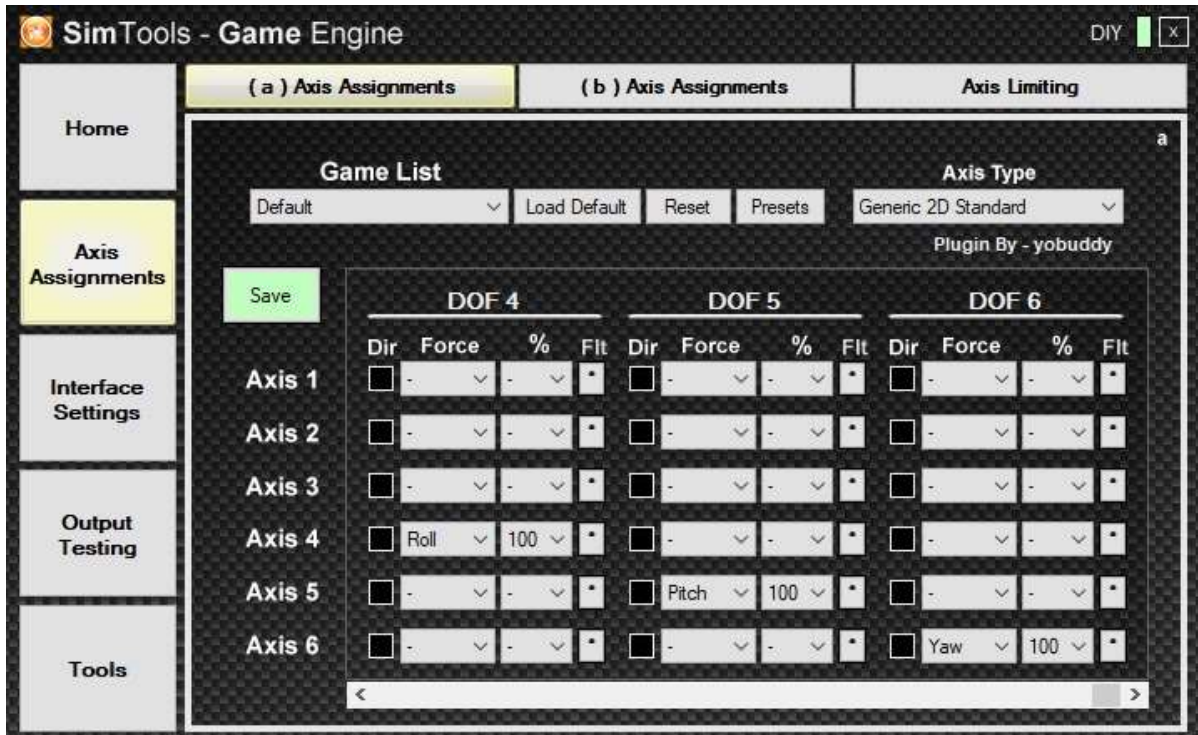 SimTools - Game Engine DIY x
( a ) Axis Assignments ( b ) Axis Assignments Axis Limiting
Home
a
Game List Axis Type
Default Load Default Reset Presets Generic 2D Standard
Plugin By - yobuddy
Axis
Assignments
Save DOF 4 DOF 5 DOF 6
Dir Force % Flt Dir Force % Flt Dir Force % Flt
Axis 1 - - * - - * - - *
Interface
Settings
Axis 2 - - * - - * - - *
Axis 3 - - * - - * - - *
Output
Testing
Axis 4 Roll 100 * - - * - - *
Axis 5 - - * Pitch 100 * - - *
Axis 6 - - * - - * Yaw 100 *
Tools
< >